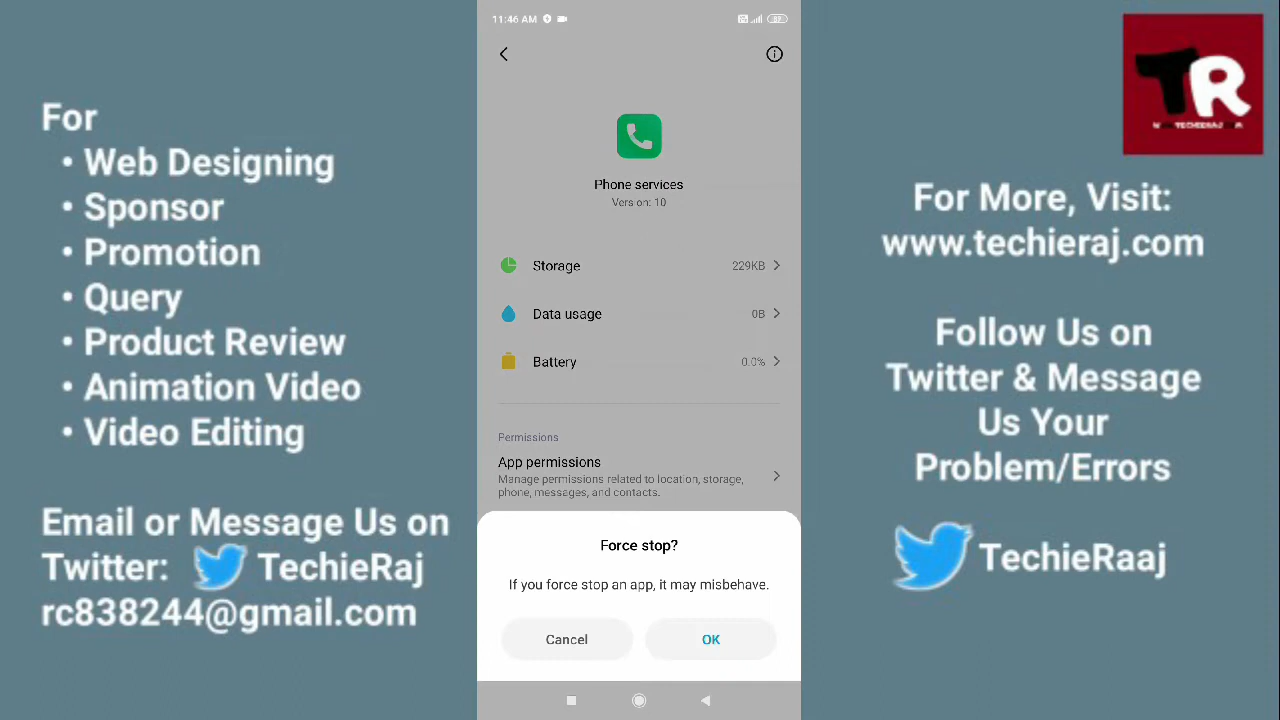 For
• Web Designing
• Sponsor
• Promotion
• Query
• Product Review
• Animation Video
• Video Editing
Email or Message Us on
Twitter: TechieRaj
rc838244@gmail.com
11:46 AM
87
Phone services
Version: 10
Storage 229KB
Data usage 0B
Battery 0.0%
Permissions
App permissions
Manage permissions related to location, storage,
phone, messages, and contacts.
Force stop?
If you force stop an app, it may misbehave.
Cancel OK
TR
For More, Visit:
www.techieraj.com
Follow Us on
Twitter & Message
Us Your
Problem/Errors
TechieRaaj